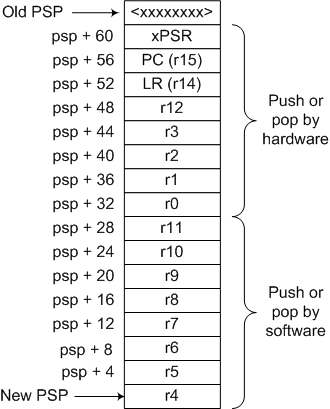 Old PSP <xxxxxxxx>
psp + 60 xPSR
psp + 56 PC (r15)
psp + 52 LR (r14)
psp + 48 r12
psp + 44 r3
psp + 40 r2
psp + 36 r1
psp + 32 r0
psp + 28 r11
psp + 24 r10
psp + 20 r9
psp + 16 r8
psp + 12 r7
psp + 8 r6
psp + 4 r5
New PSP r4
Push or
pop by
hardware
Push or
pop by
software